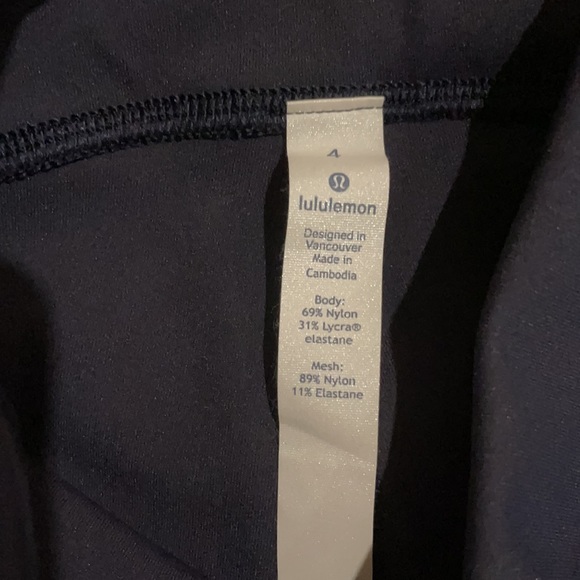 4
lululemon
Designed in
Vancouver
Made in
Cambodia
Body:
69% Nylon
31% Lycra®
elastane
Mesh:
89% Nylon
11% Elastane